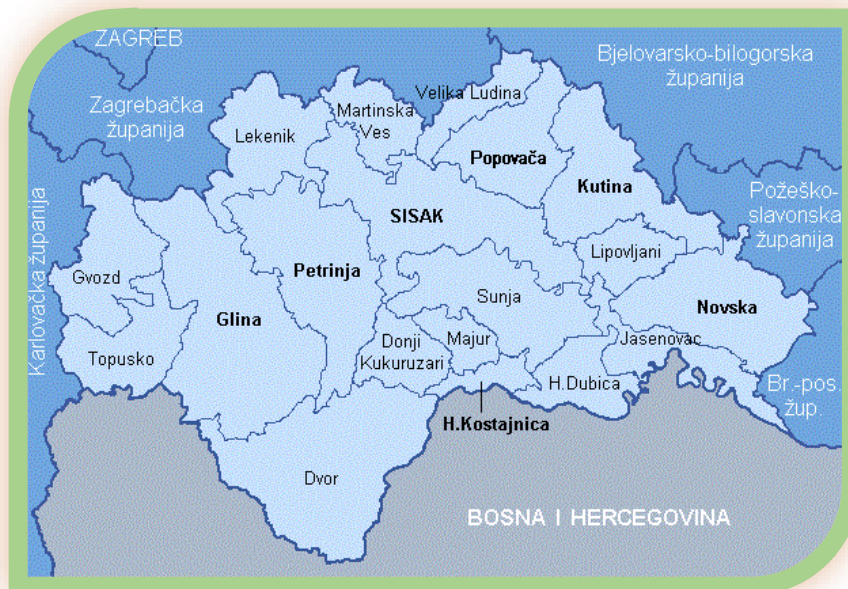 ZAGREB
Bjelovarsko-bilogorska
županija
Zagrebačka
županija
Velika Ludina
Martinska
Ves
Lekenik
Popovača
Kutina
Požeško-
slavonska
županija
SISAK
Karlovačka županija
Lipovljani
Petrinja
Gvozd
Sunja
Novska
Glina
Donji
Kukuruzari
Majur
Jasenovac
Topusko
H.Dubica
Br.-pos.
žup.
H.Kostajnica
Dvor
BOSNA I HERCEGOVINA